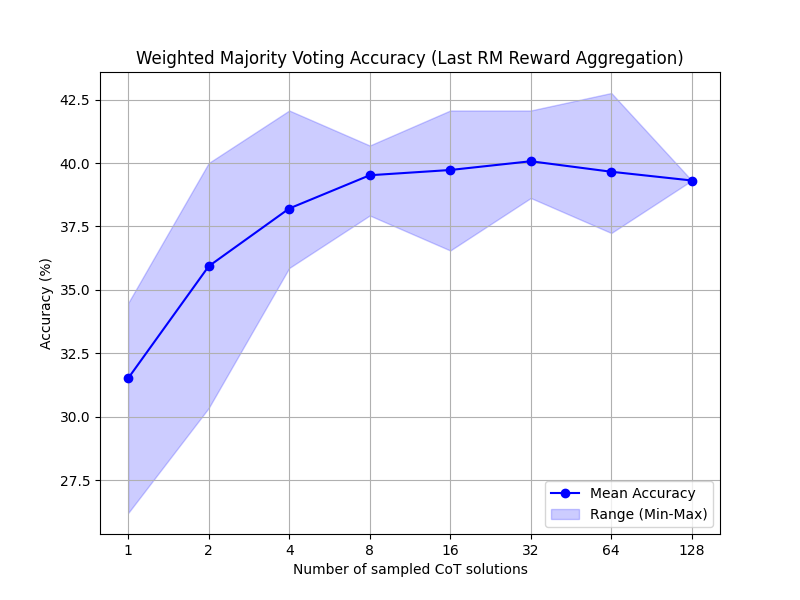 Weighted Majority Voting Accuracy (Last RM Reward Aggregation)
42.5
40.0
37.5
35.0
32.5
30.0
27.5
Accuracy (%)
Mean Accuracy
Range (Min-Max)
1 2 4 8 16 32 64 128
Number of sampled CoT solutions